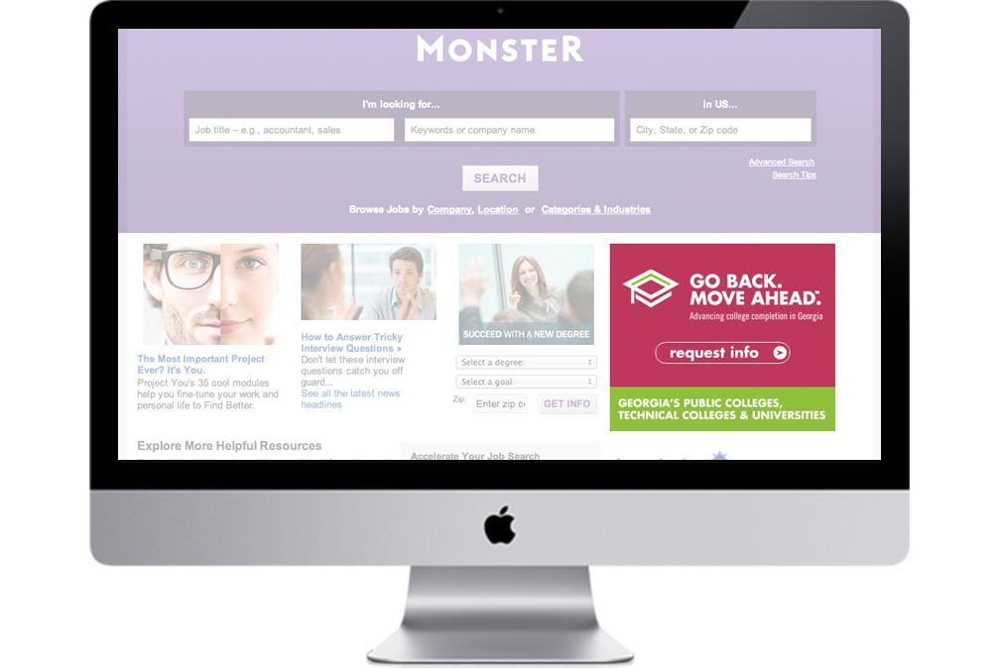 MONSTER
I'm looking for...
in US...
Job title – e.g., accountant, sales
Keywords or company name
City, State, or Zip code
Advanced Search
Search Tips
SEARCH
Browse Jobs by Company, Location or Categories & Industries
The Most Important Project
Ever? It's You.
Project You's 35 cool modules
help you fine-tune your work and
personal life to Find Better.
How to Answer Tricky
Interview Questions »
Don't let these interview
questions catch you off
guard...
See all the latest news
headlines
SUCCEED WITH A NEW DEGREE
Select a degree:
Select a goal:
Zip:
Enter zip c
GET INFO
GO BACK.
MOVE AHEAD.™
Advancing college completion in Georgia
request info
GEORGIA'S PUBLIC COLLEGES,
TECHNICAL COLLEGES & UNIVERSITIES
Explore More Helpful Resources
Accelerate Your Job Search